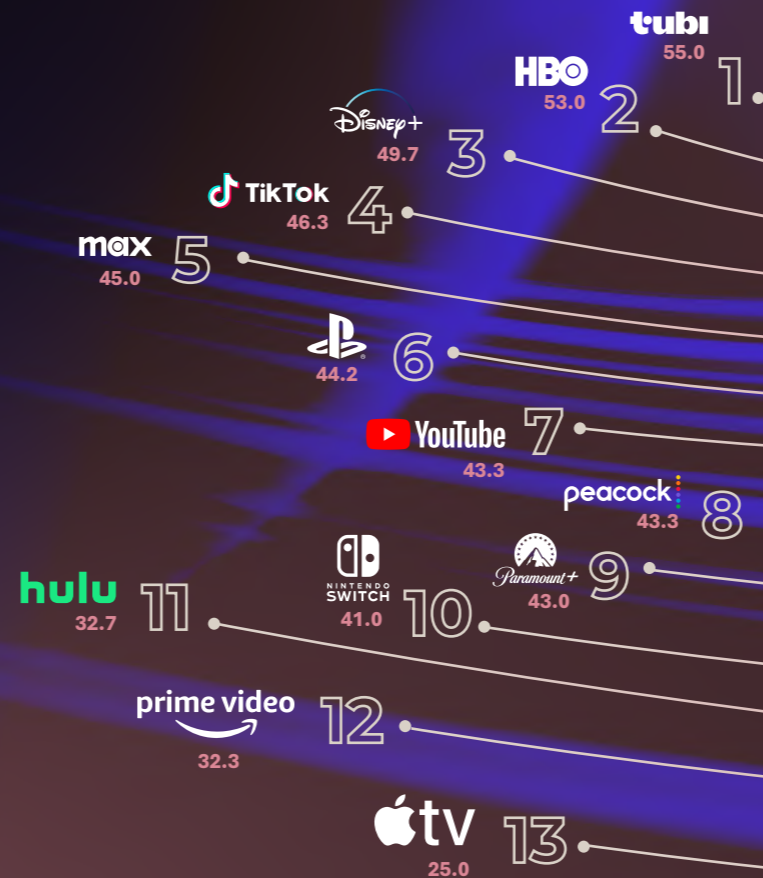 tubi
55.0
1
HBO
53.0
2
Disney+
49.7
3
TikTok
46.3
4
max
45.0
5
44.2
6
YouTube
43.3
7
peacock
43.3
8
Paramount+
43.0
9
NINTENDO
SWITCH
41.0
10
hulu
32.7
11
prime video
32.3
12
tv
25.0
13